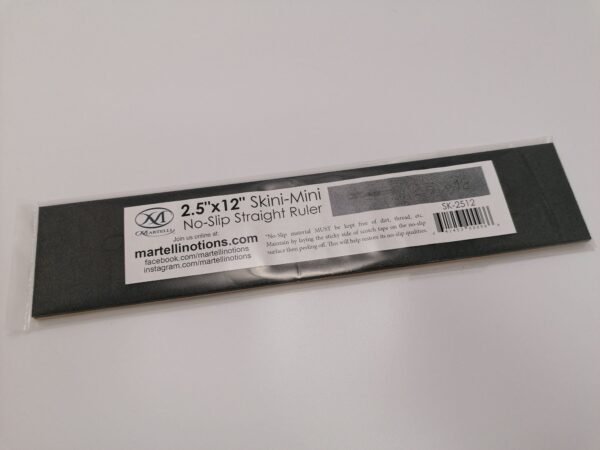 MARTELLI
2.5"x12" Skini-Mini
No-Slip Straight Ruler
Join us online at:
martellinotions.com
facebook.com/martellinotions
instagram.com/martellinotions
SK-2512
*No-Slip material MUST be kept free of dirt, thread, etc.
Maintain by laying the sticky side of scotch tape on the no-slip
surface then peeling off. This will help restore its no-slip qualities.